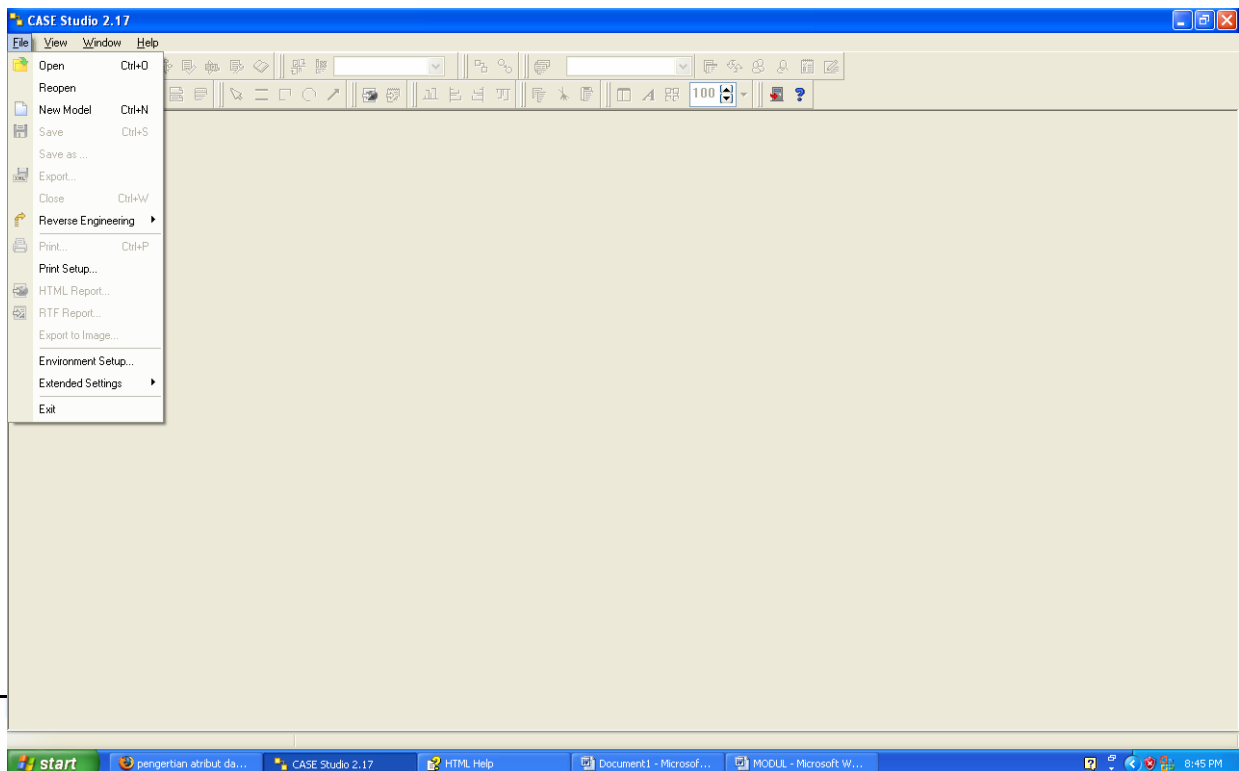 CASE Studio 2.17
File View Window Help
Open Ctrl+O
Reopen
New Model Ctrl+N
Save Ctrl+S
Save as ...
Export...
Close Ctrl+W
Reverse Engineering
Print... Ctrl+P
Print Setup...
HTML Report...
RTF Report...
Export to Image...
Environment Setup...
Extended Settings
Exit
100
start pengertian atribut da... CASE Studio 2.17 HTML Help Document1 - Microsof... MODUL - Microsoft W... 8:45 PM